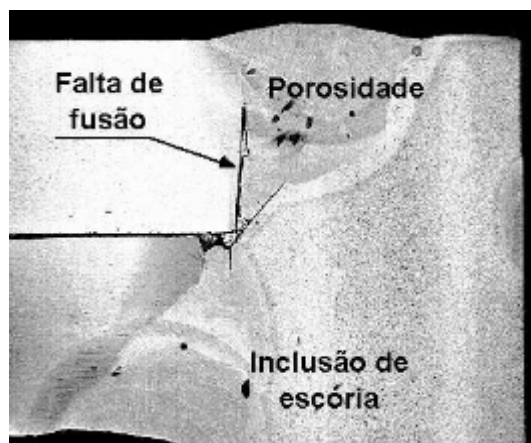 Falta de
fusão
Porosidade
Inclusão de
escória